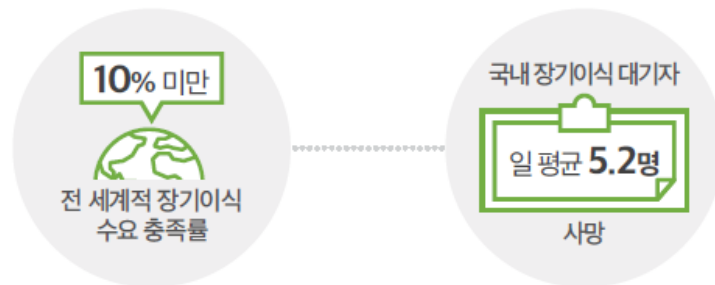 10% 미만
전 세계적 장기이식
수요 충족률
국내 장기이식 대기자
일 평균 5.2명
사망